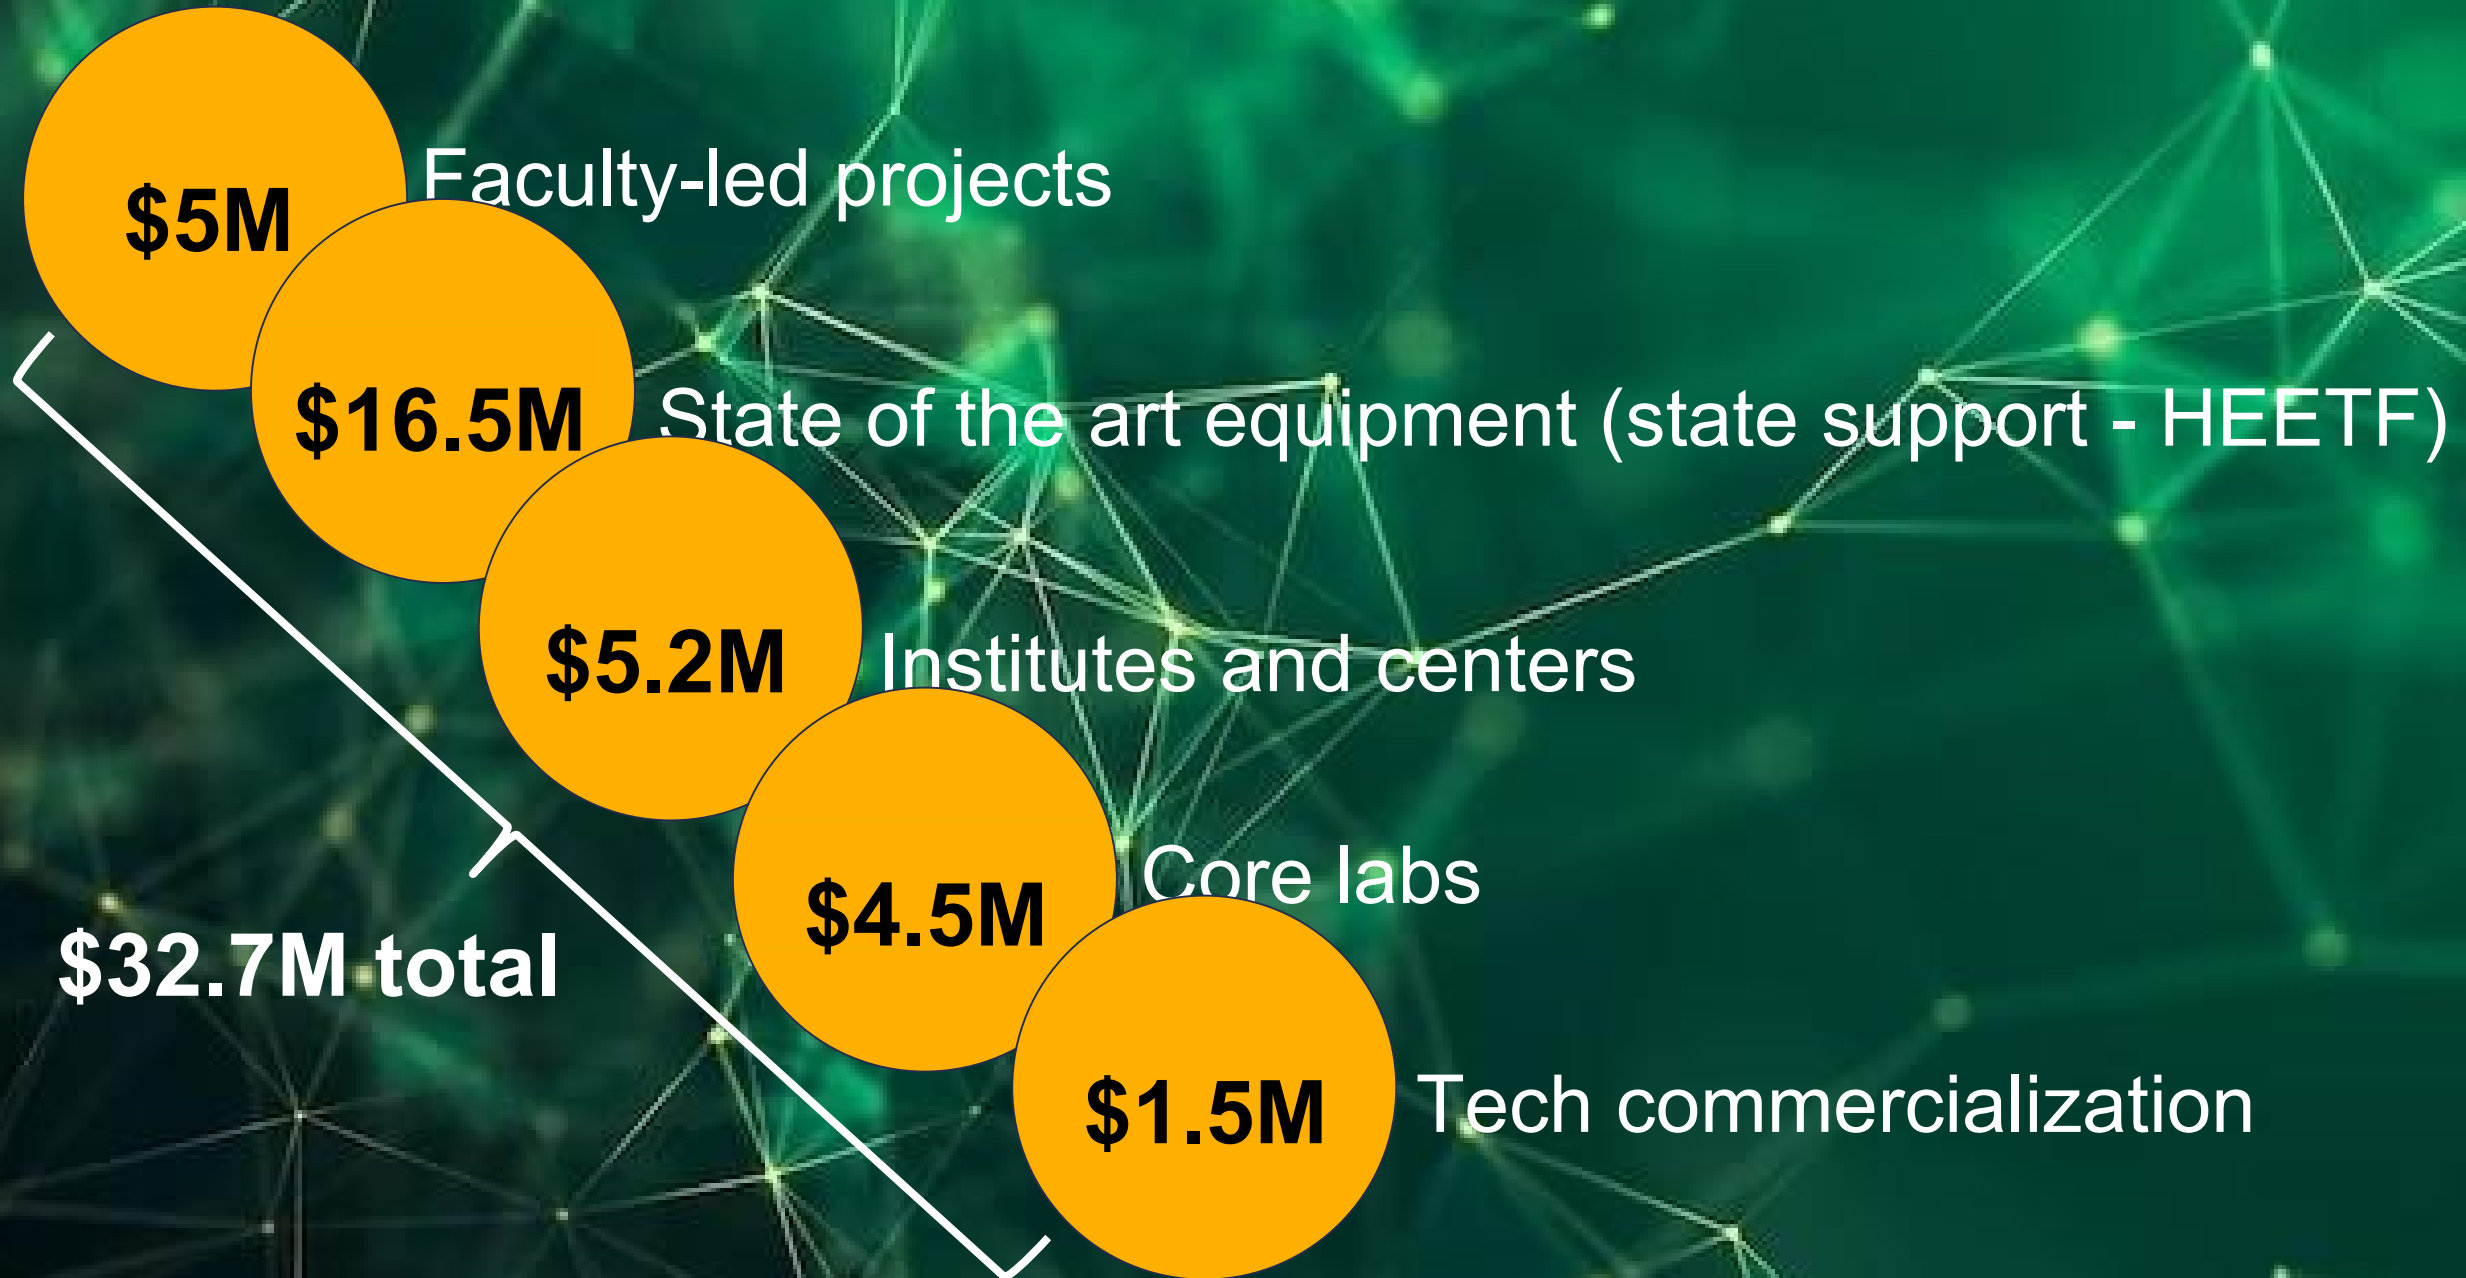 $5M
Faculty-led projects
$16.5M
State of the art equipment (state support - HEETF)
$5.2M
Institutes and centers
$4.5M
Core labs
$32.7M total
$1.5M
Tech commercialization